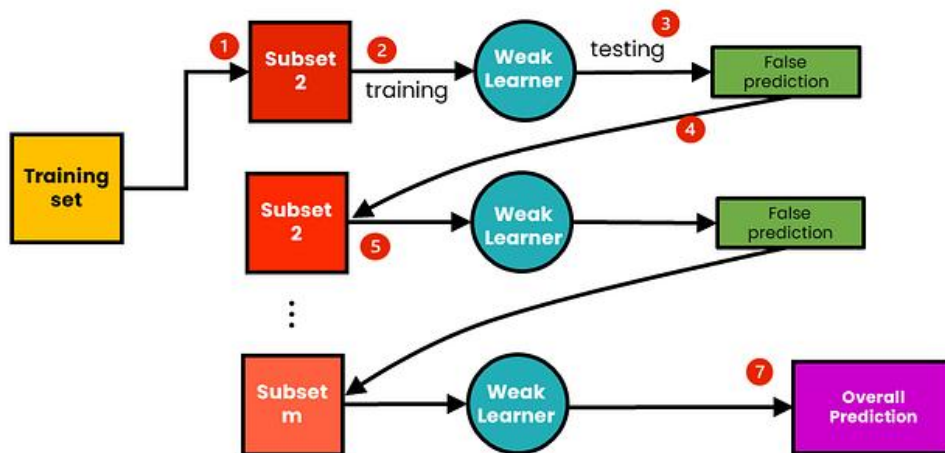 1
Subset
2
2
training
Weak
Learner
3
testing
False
prediction
4
Training
set
Subset
2
5
Weak
Learner
False
prediction
Subset
m
Weak
Learner
7
Overall
Prediction